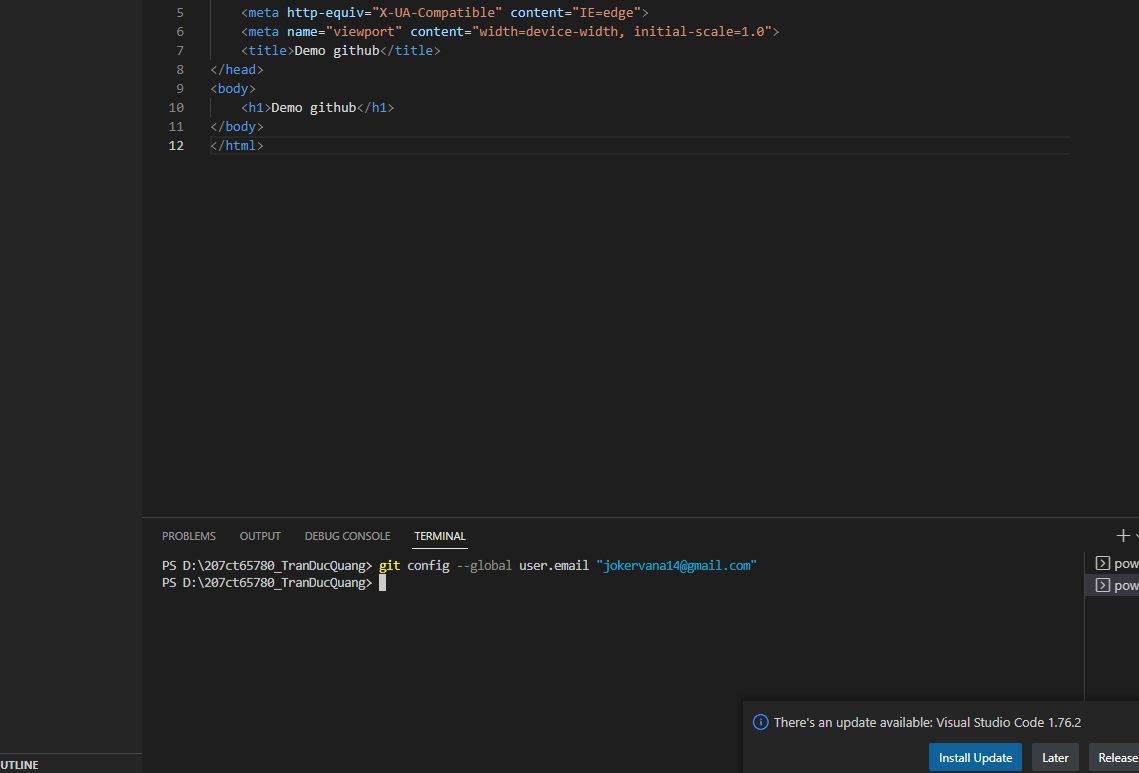 5 <meta http-equiv="X-UA-Compatible" content="IE=edge">
6 <meta name="viewport" content="width=device-width, initial-scale=1.0">
7 <title>Demo github</title>
8 </head>
9 <body>
10 <h1>Demo github</h1>
11 </body>
12 </html>
PROBLEMS OUTPUT DEBUG CONSOLE TERMINAL
PS D:\207ct65780_TranDucQuang> git config --global user.email "jokervana14@gmail.com"
pow
PS D:\207ct65780_TranDucQuang>
pow
There's an update available: Visual Studio Code 1.76.2
Install Update Later Release
UTLINE